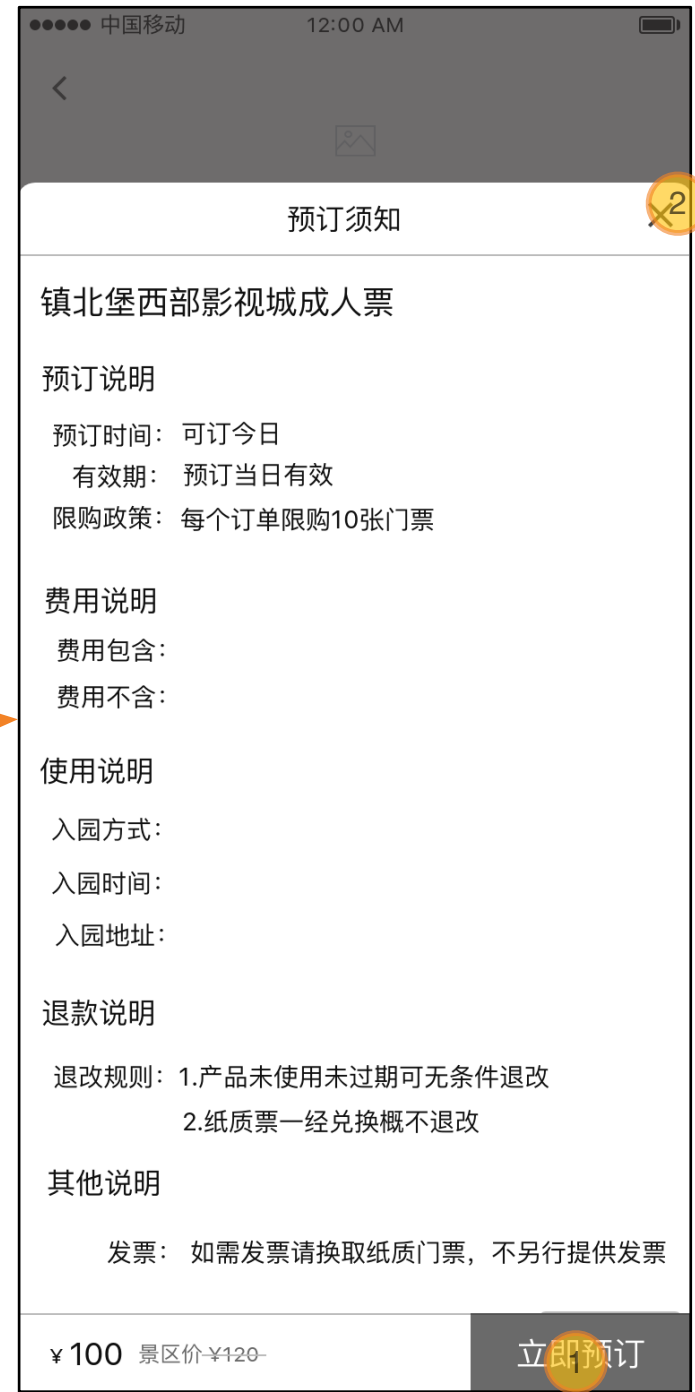 中国移动 12:00 AM
预订须知
2
镇北堡西部影视城成人票
预订说明
预订时间：可订今日
有效期：预订当日有效
限购政策：每个订单限购10张门票
费用说明
费用包含：
费用不含：
使用说明
入园方式：
入园时间：
入园地址：
退款说明
退改规则：1.产品未使用未过期可无条件退改
2.纸质票一经兑换概不退改
其他说明
发票：如需发票请换取纸质门票，不另行提供发票
¥ 100 景区价 ¥120 立即预订
1